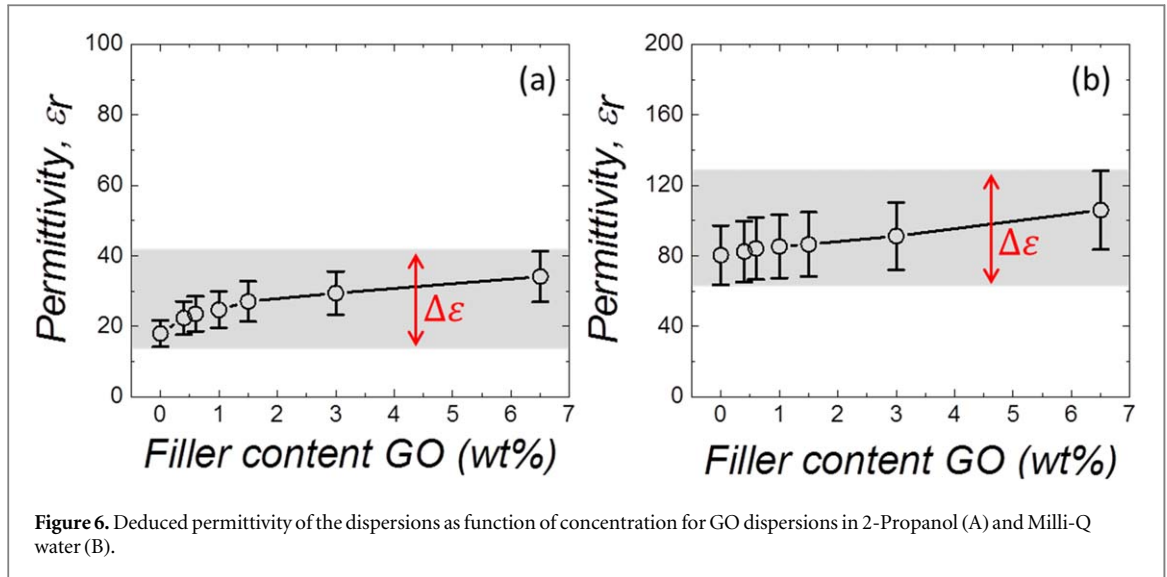 (a)
Permittivity, εr
100
80
60
40
20
0
Δε
0 1 2 3 4 5 6 7
Filler content GO (wt%)
(b)
Permittivity, εr
200
160
120
80
40
0
Δε
0 1 2 3 4 5 6 7
Filler content GO (wt%)
Figure 6. Deduced permittivity of the dispersions as function of concentration for GO dispersions in 2-Propanol (A) and Milli-Q
water (B).